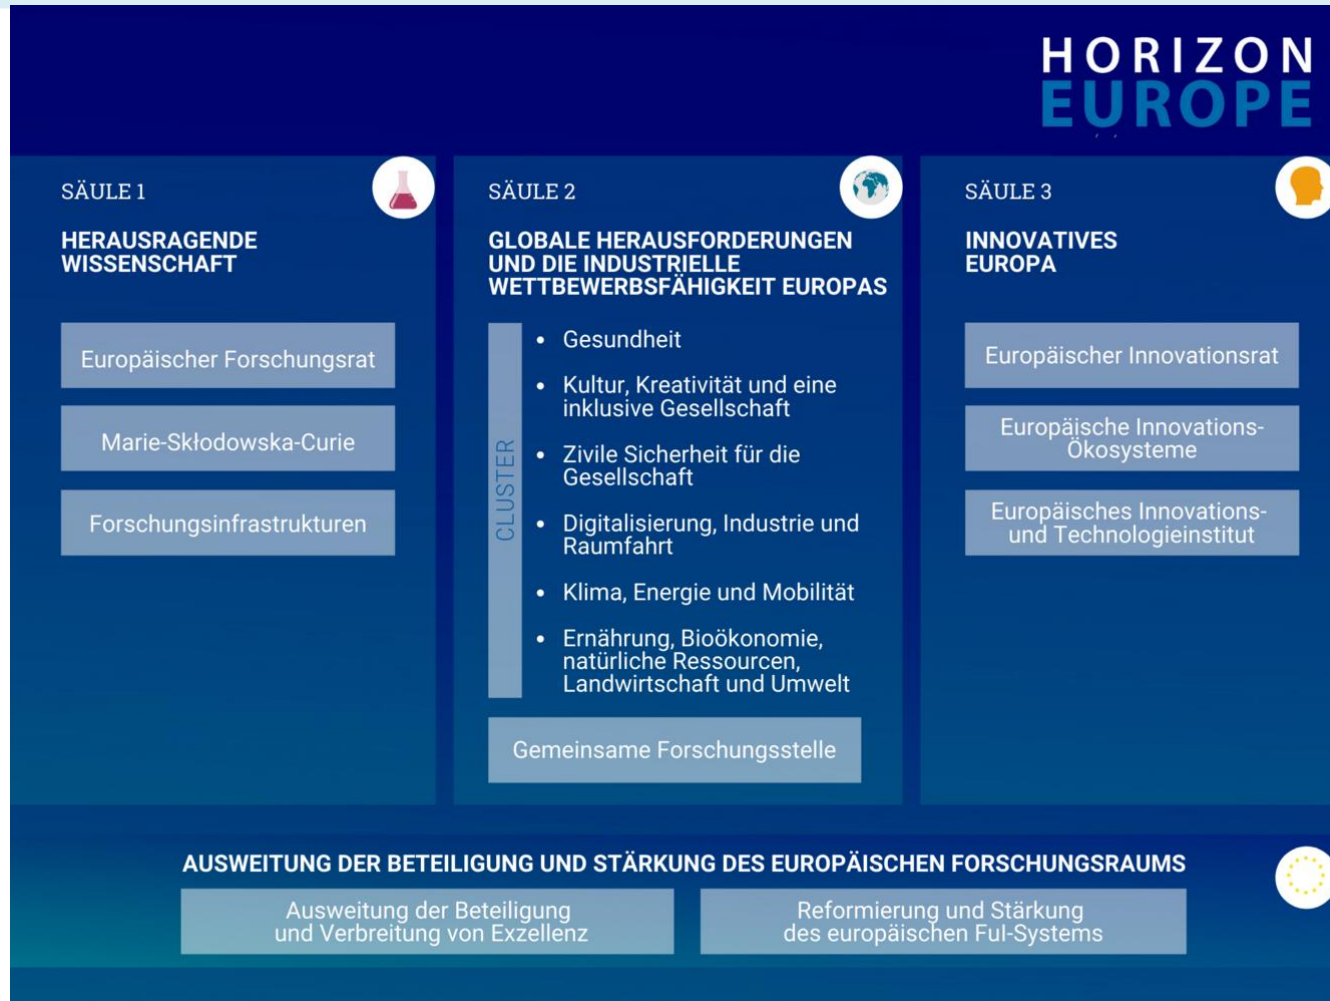 HORIZON
EUROPE
SÄULE 1
HERAUSRAGENDE
WISSENSCHAFT
Europäischer Forschungsrat
Marie-Skłodowska-Curie
Forschungsinfrastrukturen
SÄULE 2
GLOBALE HERAUSFORDERUNGEN
UND DIE INDUSTRIELLE
WETTBEWERBSFÄHIGKEIT EUROPAS
CLUSTER
• Gesundheit
• Kultur, Kreativität und eine
inklusive Gesellschaft
• Zivile Sicherheit für die
Gesellschaft
• Digitalisierung, Industrie und
Raumfahrt
• Klima, Energie und Mobilität
• Ernährung, Bioökonomie,
natürliche Ressourcen,
Landwirtschaft und Umwelt
Gemeinsame Forschungsstelle
SÄULE 3
INNOVATIVES
EUROPA
Europäischer Innovationsrat
Europäische Innovations-
Ökosysteme
Europäisches Innovations-
und Technologieinstitut
AUSWEITUNG DER BETEILIGUNG UND STÄRKUNG DES EUROPÄISCHEN FORSCHUNGSRAUMS
Ausweitung der Beteiligung
und Verbreitung von Exzellenz
Reformierung und Stärkung
des europäischen FuI-Systems